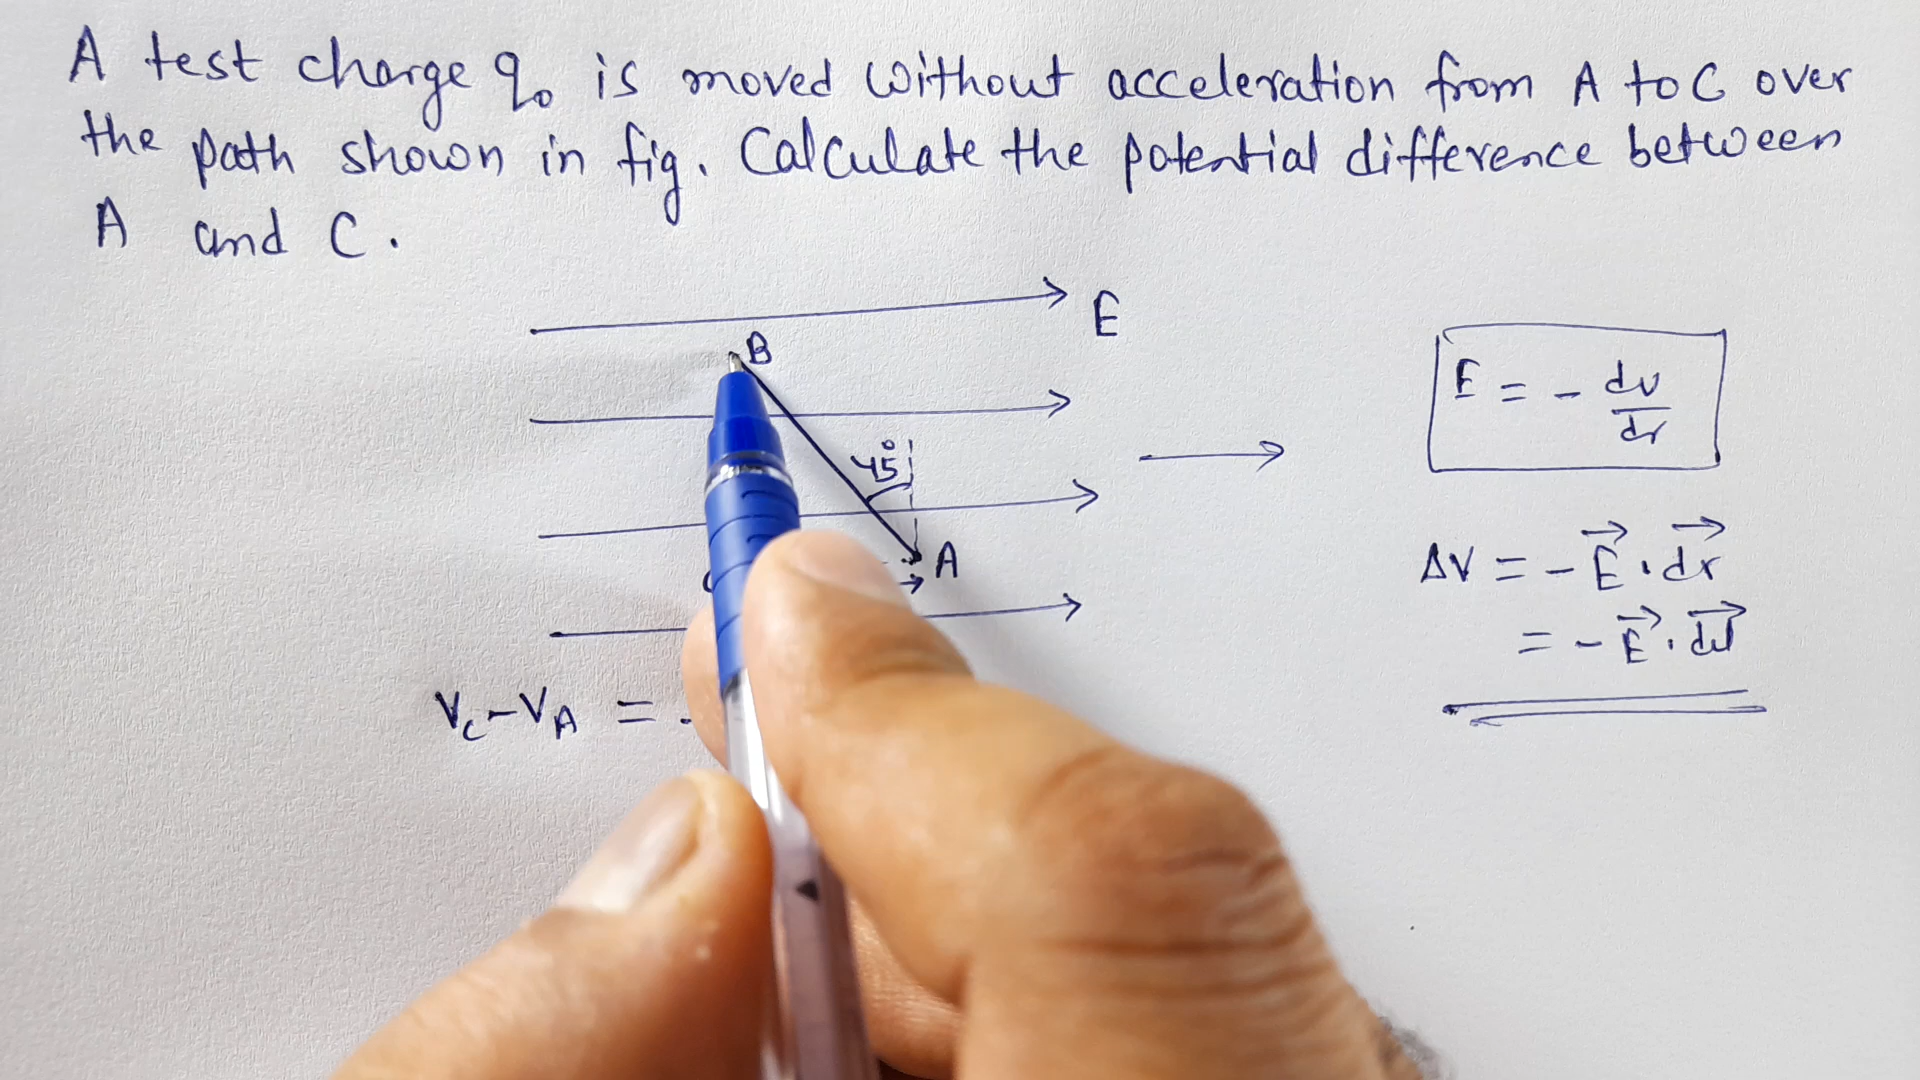 A test charge q₀ is moved without acceleration from A to C over
the path shown in fig. Calculate the potential difference between
A and C.
E
B
45°
A
E = - dv/dr
ΔV = - E⃗ . dr⃗
= - E⃗ . dl⃗
V_C - V_A =